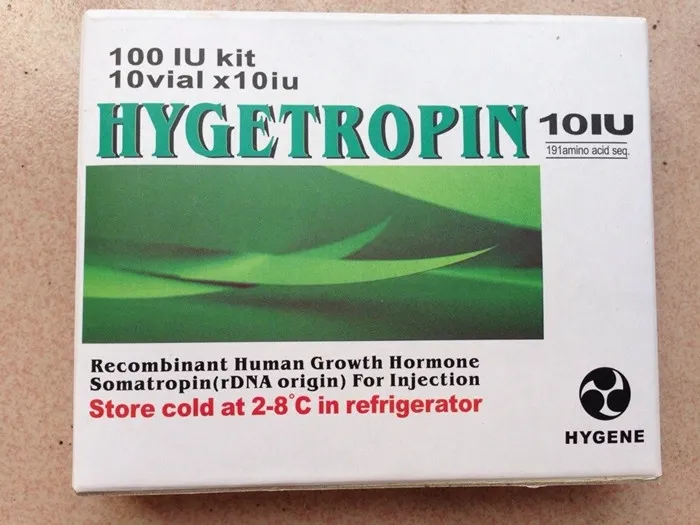 100 IU kit
10vial x10iu
HYGETROPIN 10IU
191amino acid seq.
Recombinant Human Growth Hormone
Somatropin(rDNA origin) For Injection
Store cold at 2-8°C in refrigerator
HYGENE